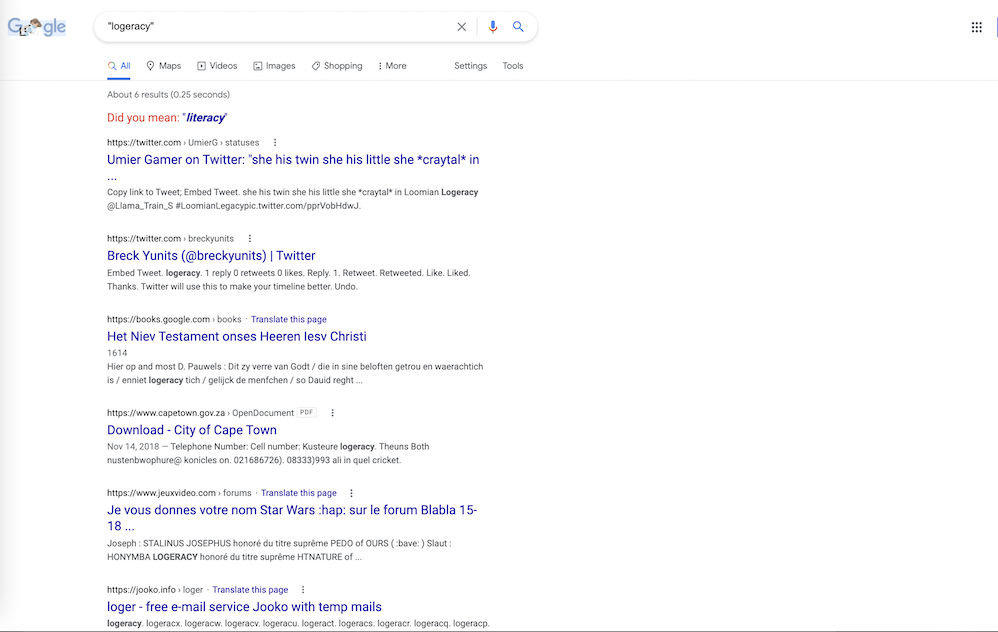 Google
"logeracy"
All Maps Videos Images Shopping More Settings Tools
About 6 results (0.25 seconds)
Did you mean: "literacy"
https://twitter.com › UmierG › statuses
Umier Gamer on Twitter: "she his twin she his little she *craytal* in
...
Copy link to Tweet; Embed Tweet. she his twin she his little she *craytal* in Loomian Logeracy
@Llama_Train_S #LoomianLegacypic.twitter.com/pprVobHdwJ.
https://twitter.com › breckyunits
Breck Yunits (@breckyunits) | Twitter
Embed Tweet. logeracy. 1 reply 0 retweets 0 likes. Reply. 1. Retweet. Retweeted. Like. Liked.
Thanks. Twitter will use this to make your timeline better. Undo.
https://books.google.com › books · Translate this page
Het Niev Testament onses Heeren Iesv Christi
1614
Hier op and most D. Pauwels : Dit zy verre van Godt / die in sine beloften getrou en waerachtich
is / enniet logeracy tich / gelijck de menfchen / so Dauid reght ...
https://www.capetown.gov.za › OpenDocument PDF
Download - City of Cape Town
Nov 14, 2018 — Telephone Number: Cell number: Kusteure logeracy. Theuns Both
nustenbwophure@ konicles on. 021686726). 08333)993 ali in quel cricket.
https://www.jeuxvideo.com › forums · Translate this page
Je vous donnes votre nom Star Wars :hap: sur le forum Blabla 15-
18 ...
Joseph : STALINUS JOSEPHUS honoré du titre suprême PEDO of OURS ( :bave: ) Slaut :
HONYMBA LOGERACY honoré du titre suprême HTNATURE of ...
https://jooko.info › loger · Translate this page
loger - free e-mail service Jooko with temp mails
logeracy. logeracx. logeracw. logeracv. logeracu. logeract. logeracs. logeracr. logeracq. logeracp.